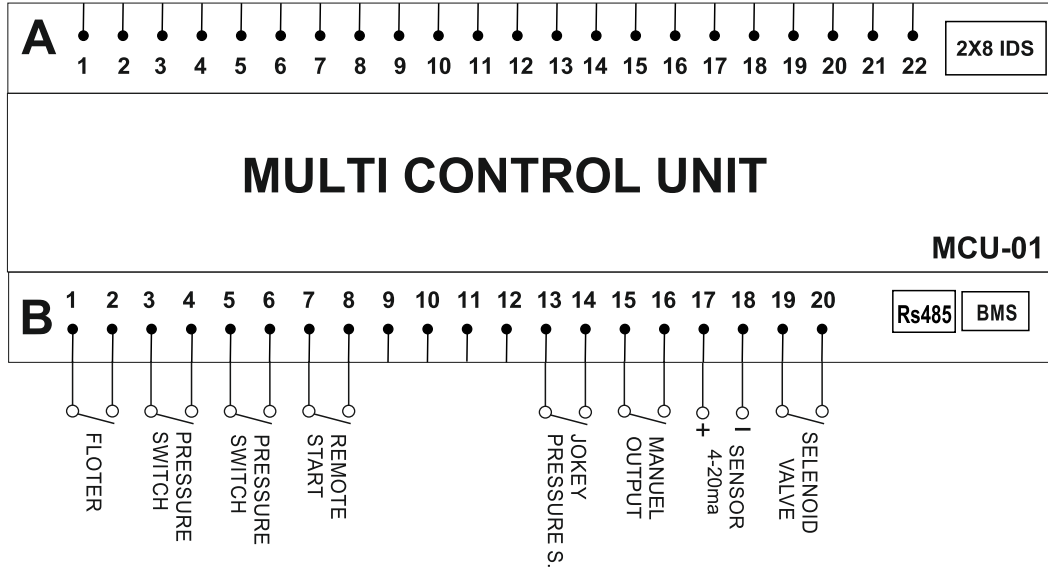 A
1 2 3 4 5 6 7 8 9 10 11 12 13 14 15 16 17 18 19 20 21 22
2X8 IDS
MULTI CONTROL UNIT
MCU-01
B
1 2 3 4 5 6 7 8 9 10 11 12 13 14 15 16 17 18 19 20
Rs485
BMS
FLOTER
PRESSURE
SWITCH
PRESSURE
SWITCH
REMOTE
START
JOKEY
PRESSURE S.
MANUEL
OUTPUT
+ −
SENSOR
4-20ma
SELENOID
VALVE